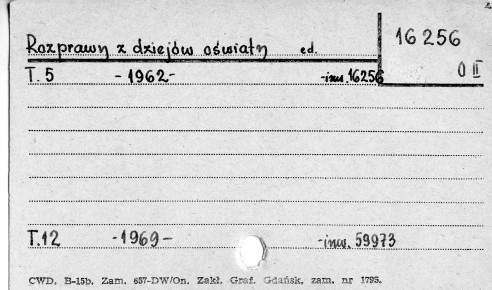 16 256
Rozprawy z dziejów oświaty ed.
O II
T. 5 -1962- -inw. 16256
T. 12 -1969- -inw. 59973
CWD. B-15b. Zam. 657-DW/On. Zakł. Graf. Gdańsk, zam. nr 1795.